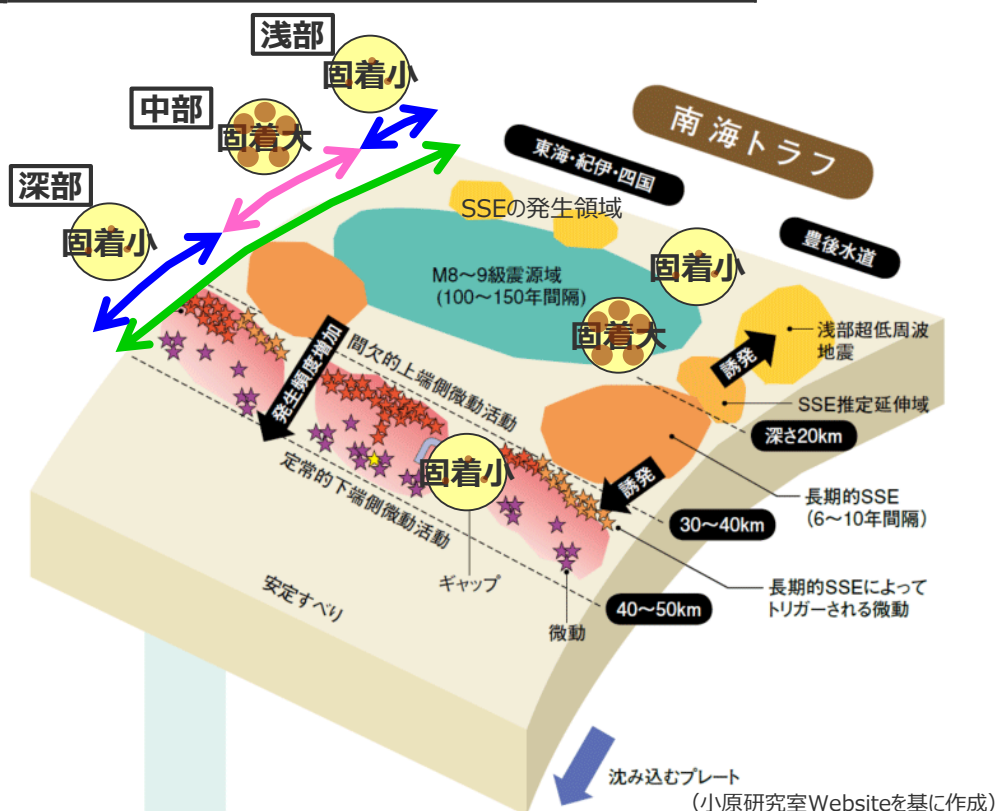 浅部
固着小
中部
固着大
深部
固着小
南海トラフ
東海・紀伊・四国
豊後水道
SSEの発生領域
固着小
M8～9級震源域
(100～150年間隔)
固着大
浅部超低周波
地震
誘発
SSE推定延伸域
深さ20km
間欠的上端側微動活動
発生頻度増加
固着小
定常的下端側微動活動
誘発
長期的SSE
(6～10年間隔)
30～40km
ギャップ
長期的SSEによって
トリガーされる微動
40～50km
微動
安定すべり
沈み込むプレート
(小原研究室Websiteを基に作成)